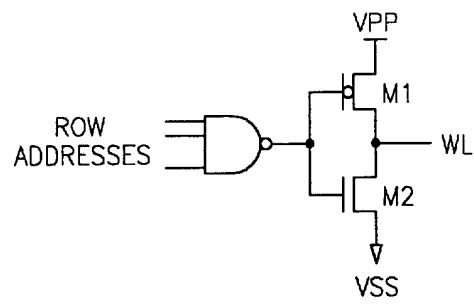 VPP
M1
ROW
ADDRESSES
WL
M2
VSS